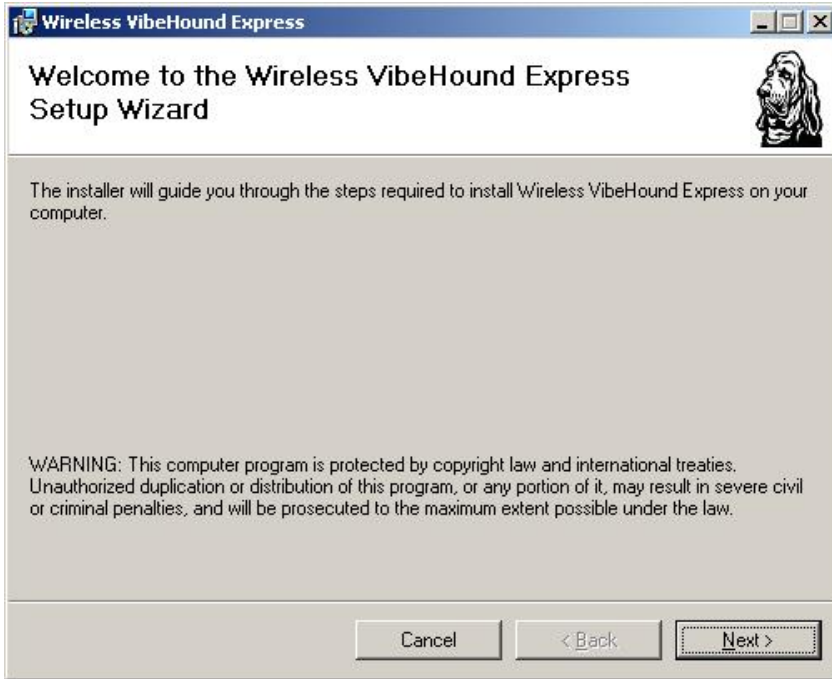 Wireless VibeHound Express
Welcome to the Wireless VibeHound Express
Setup Wizard
The installer will guide you through the steps required to install Wireless VibeHound Express on your
computer.
WARNING: This computer program is protected by copyright law and international treaties.
Unauthorized duplication or distribution of this program, or any portion of it, may result in severe civil
or criminal penalties, and will be prosecuted to the maximum extent possible under the law.
Cancel
< Back
Next >